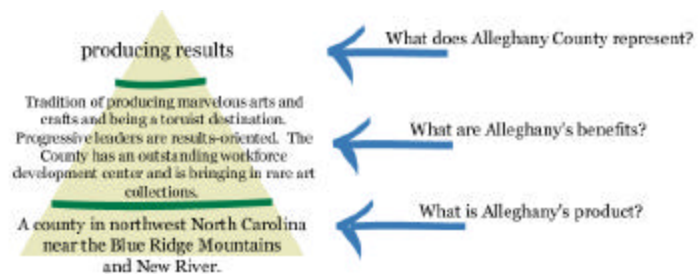 producing results
What does Alleghany County represent?
Tradition of producing marvelous arts and
crafts and being a toruist destination.
Progressive leaders are results-oriented. The
County has an outstanding workforce
development center and is bringing in rare art
collections.
What are Alleghany's benefits?
A county in northwest North Carolina
near the Blue Ridge Mountains
and New River.
What is Alleghany's product?